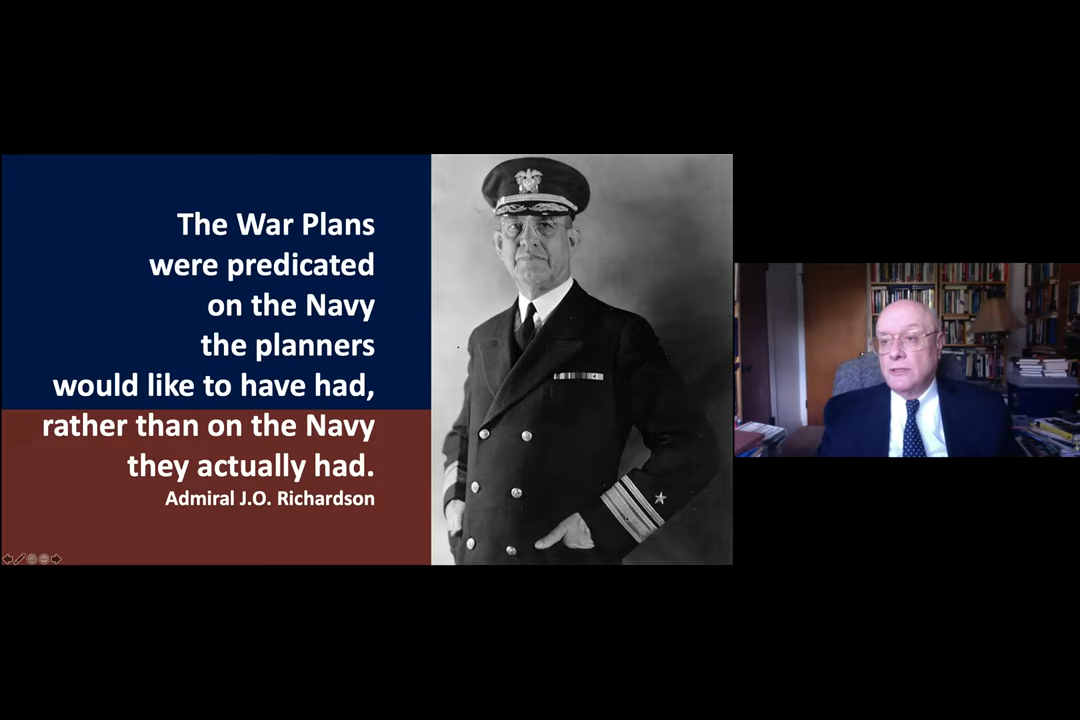 The War Plans
were predicated
on the Navy
the planners
would like to have had,
rather than on the Navy
they actually had.
Admiral J.O. Richardson